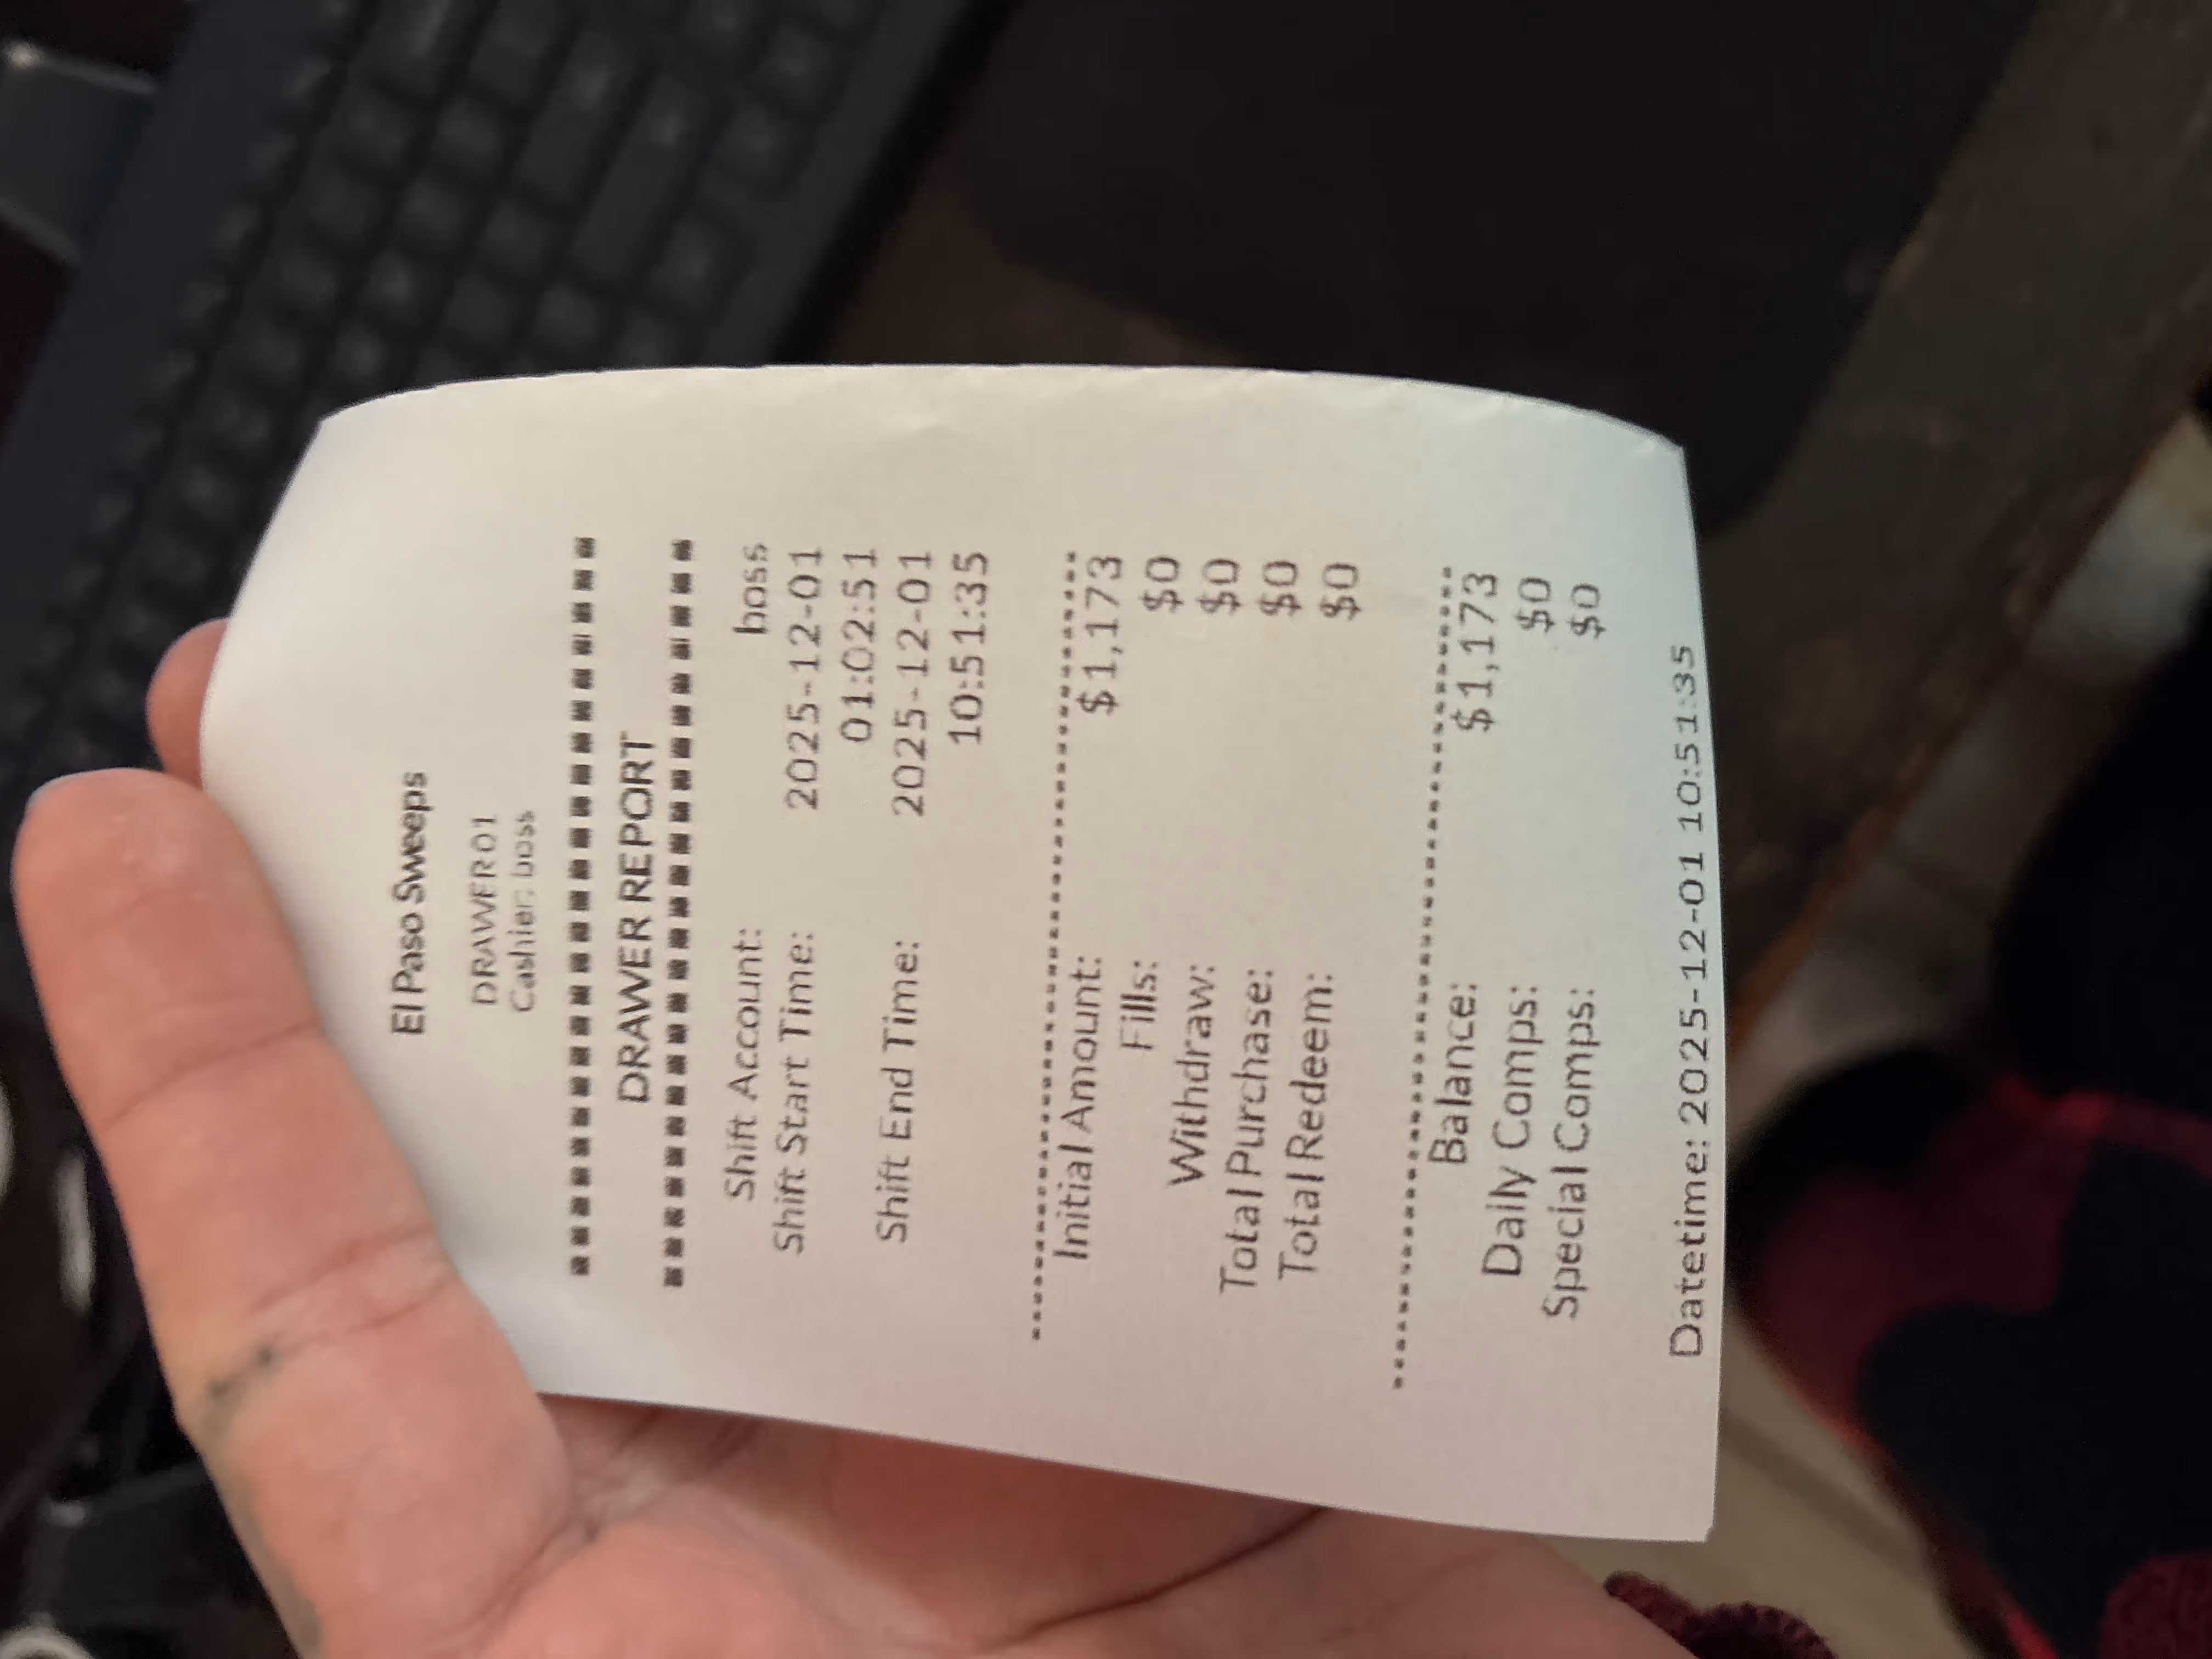 El Paso Sweeps
DRAWER01
Cashier: boss
DRAWER REPORT
Shift Account: boss
Shift Start Time: 2025-12-01
01:02:51
Shift End Time: 2025-12-01
10:51:35
Initial Amount: $1,173
Fills: $0
Withdraw: $0
Total Purchase: $0
Total Redeem: $0
Balance: $1,173
Daily Comps: $0
Special Comps: $0
Datetime: 2025-12-01 10:51:35